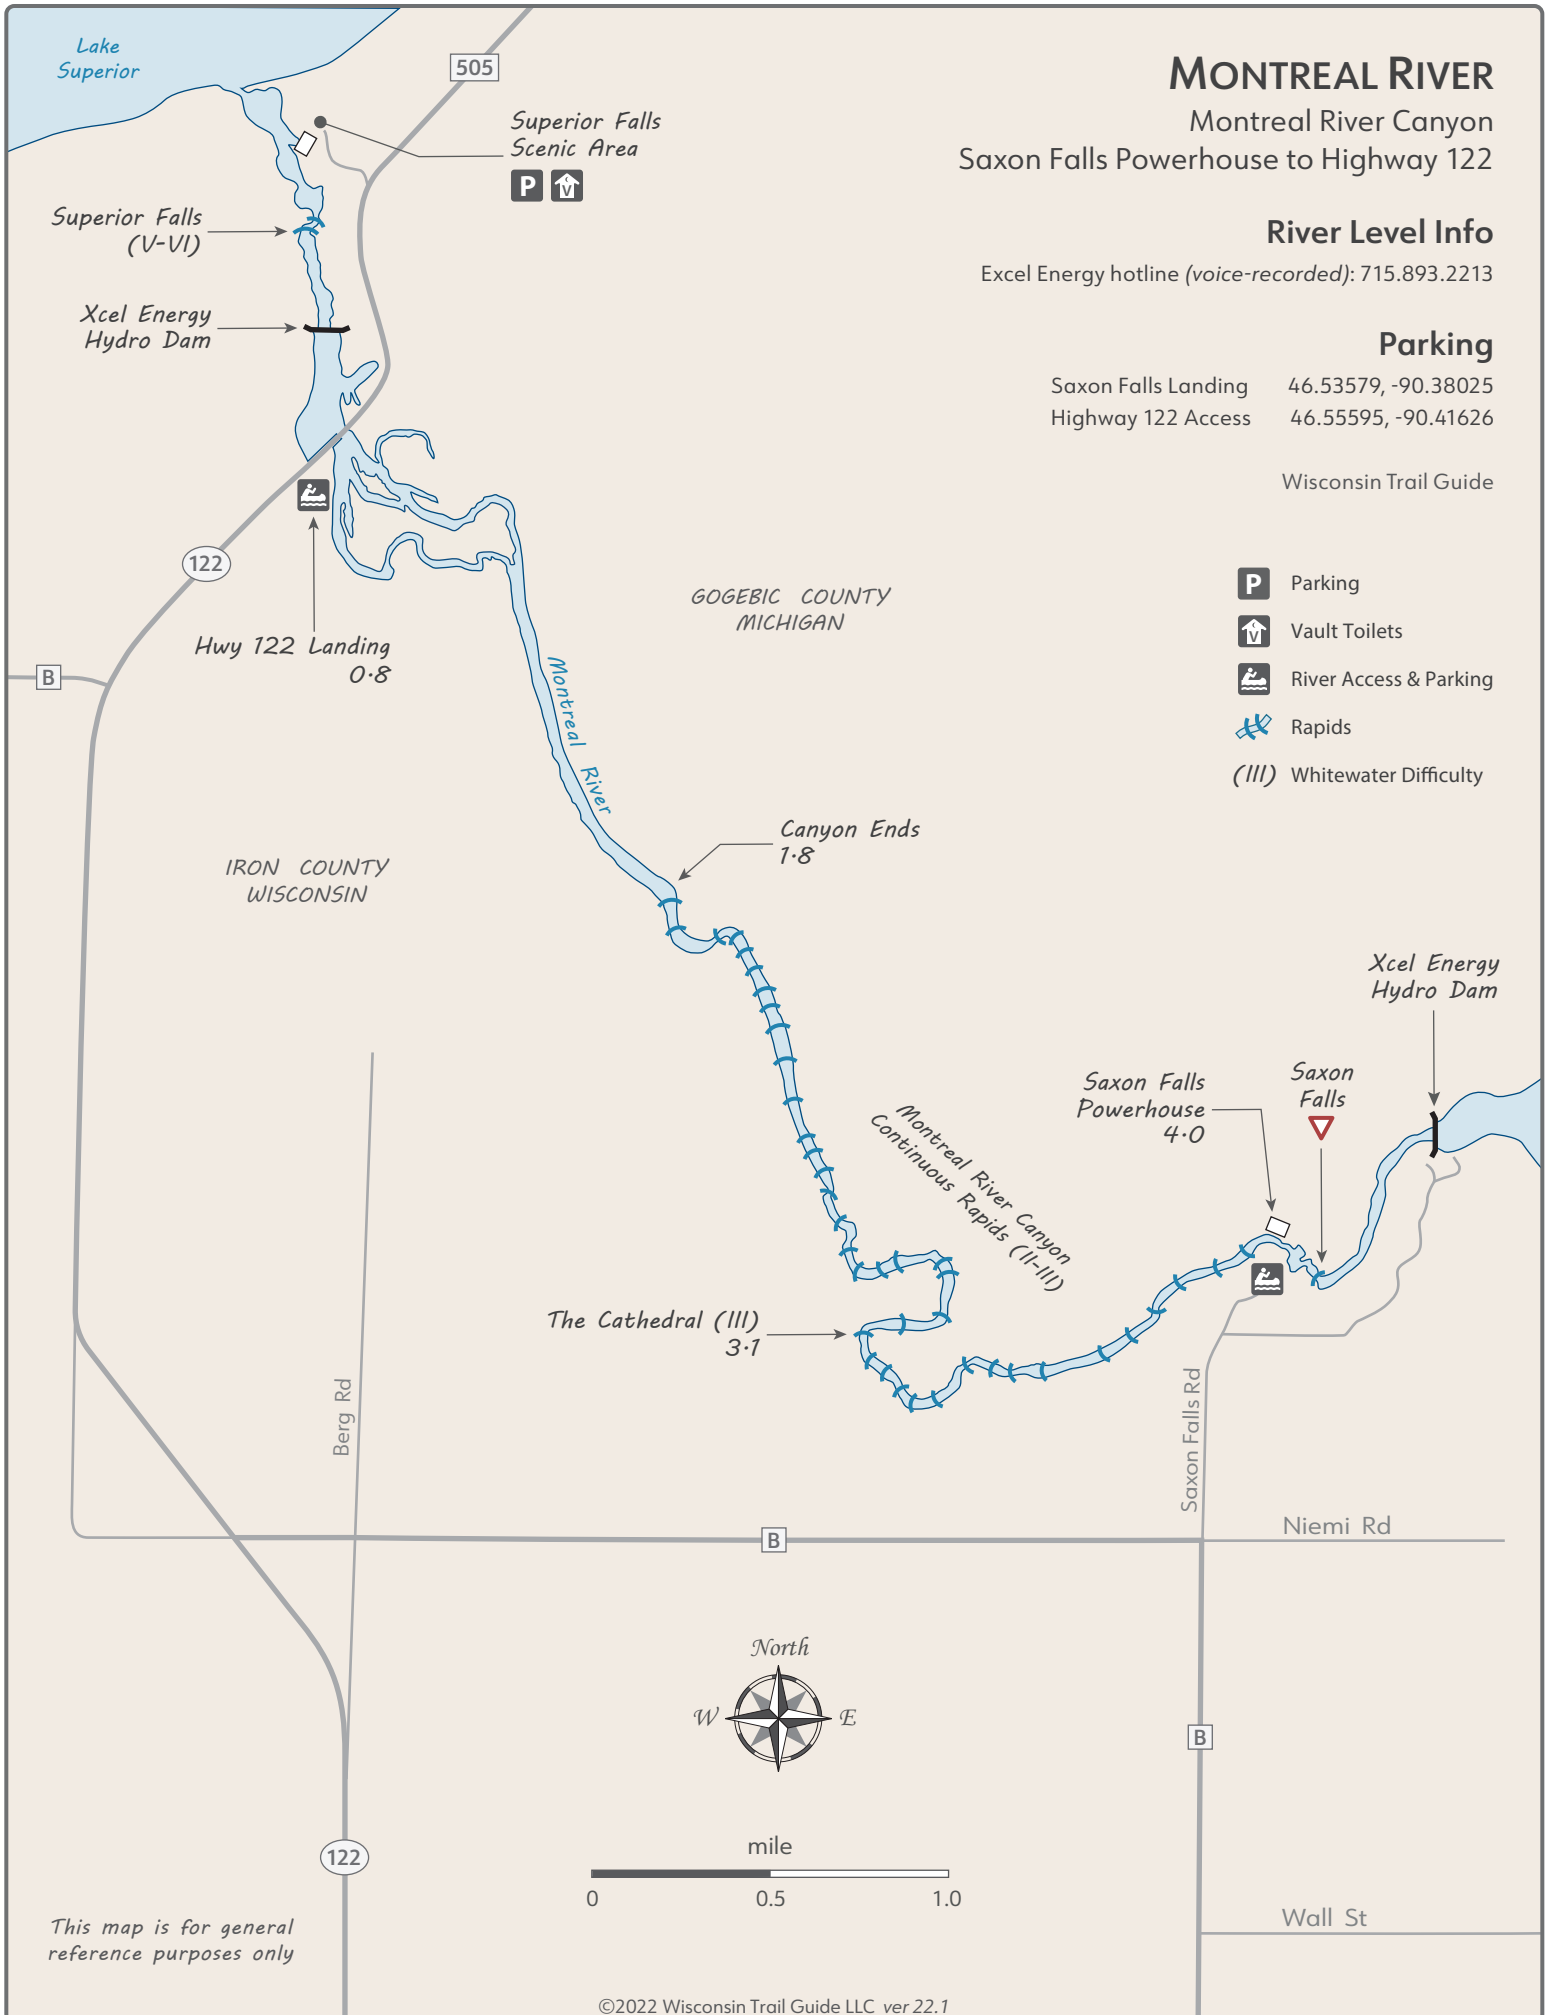 Lake
Superior
505
MONTREAL RIVER
Montreal River Canyon
Saxon Falls Powerhouse to Highway 122
Superior Falls
Scenic Area
P
V
Superior Falls
(V-VI)
River Level Info
Excel Energy hotline (voice-recorded): 715.893.2213
Xcel Energy
Hydro Dam
Parking
Saxon Falls Landing 46.53579, -90.38025
Highway 122 Access 46.55595, -90.41626
Wisconsin Trail Guide
122
P Parking
V Vault Toilets
River Access & Parking
Rapids
(III) Whitewater Difficulty
GOGEBIC COUNTY
MICHIGAN
Hwy 122 Landing
0.8
B
Montreal River
Canyon Ends
1.8
IRON COUNTY
WISCONSIN
Xcel Energy
Hydro Dam
Saxon Falls
Powerhouse
4.0
Saxon
Falls
Montreal River Canyon
Continuous Rapids (II-III)
The Cathedral (III)
3.1
Berg Rd
Saxon Falls Rd
Niemi Rd
B
North
W
E
B
mile
0 0.5 1.0
122
Wall St
This map is for general
reference purposes only
©2022 Wisconsin Trail Guide LLC ver 22.1